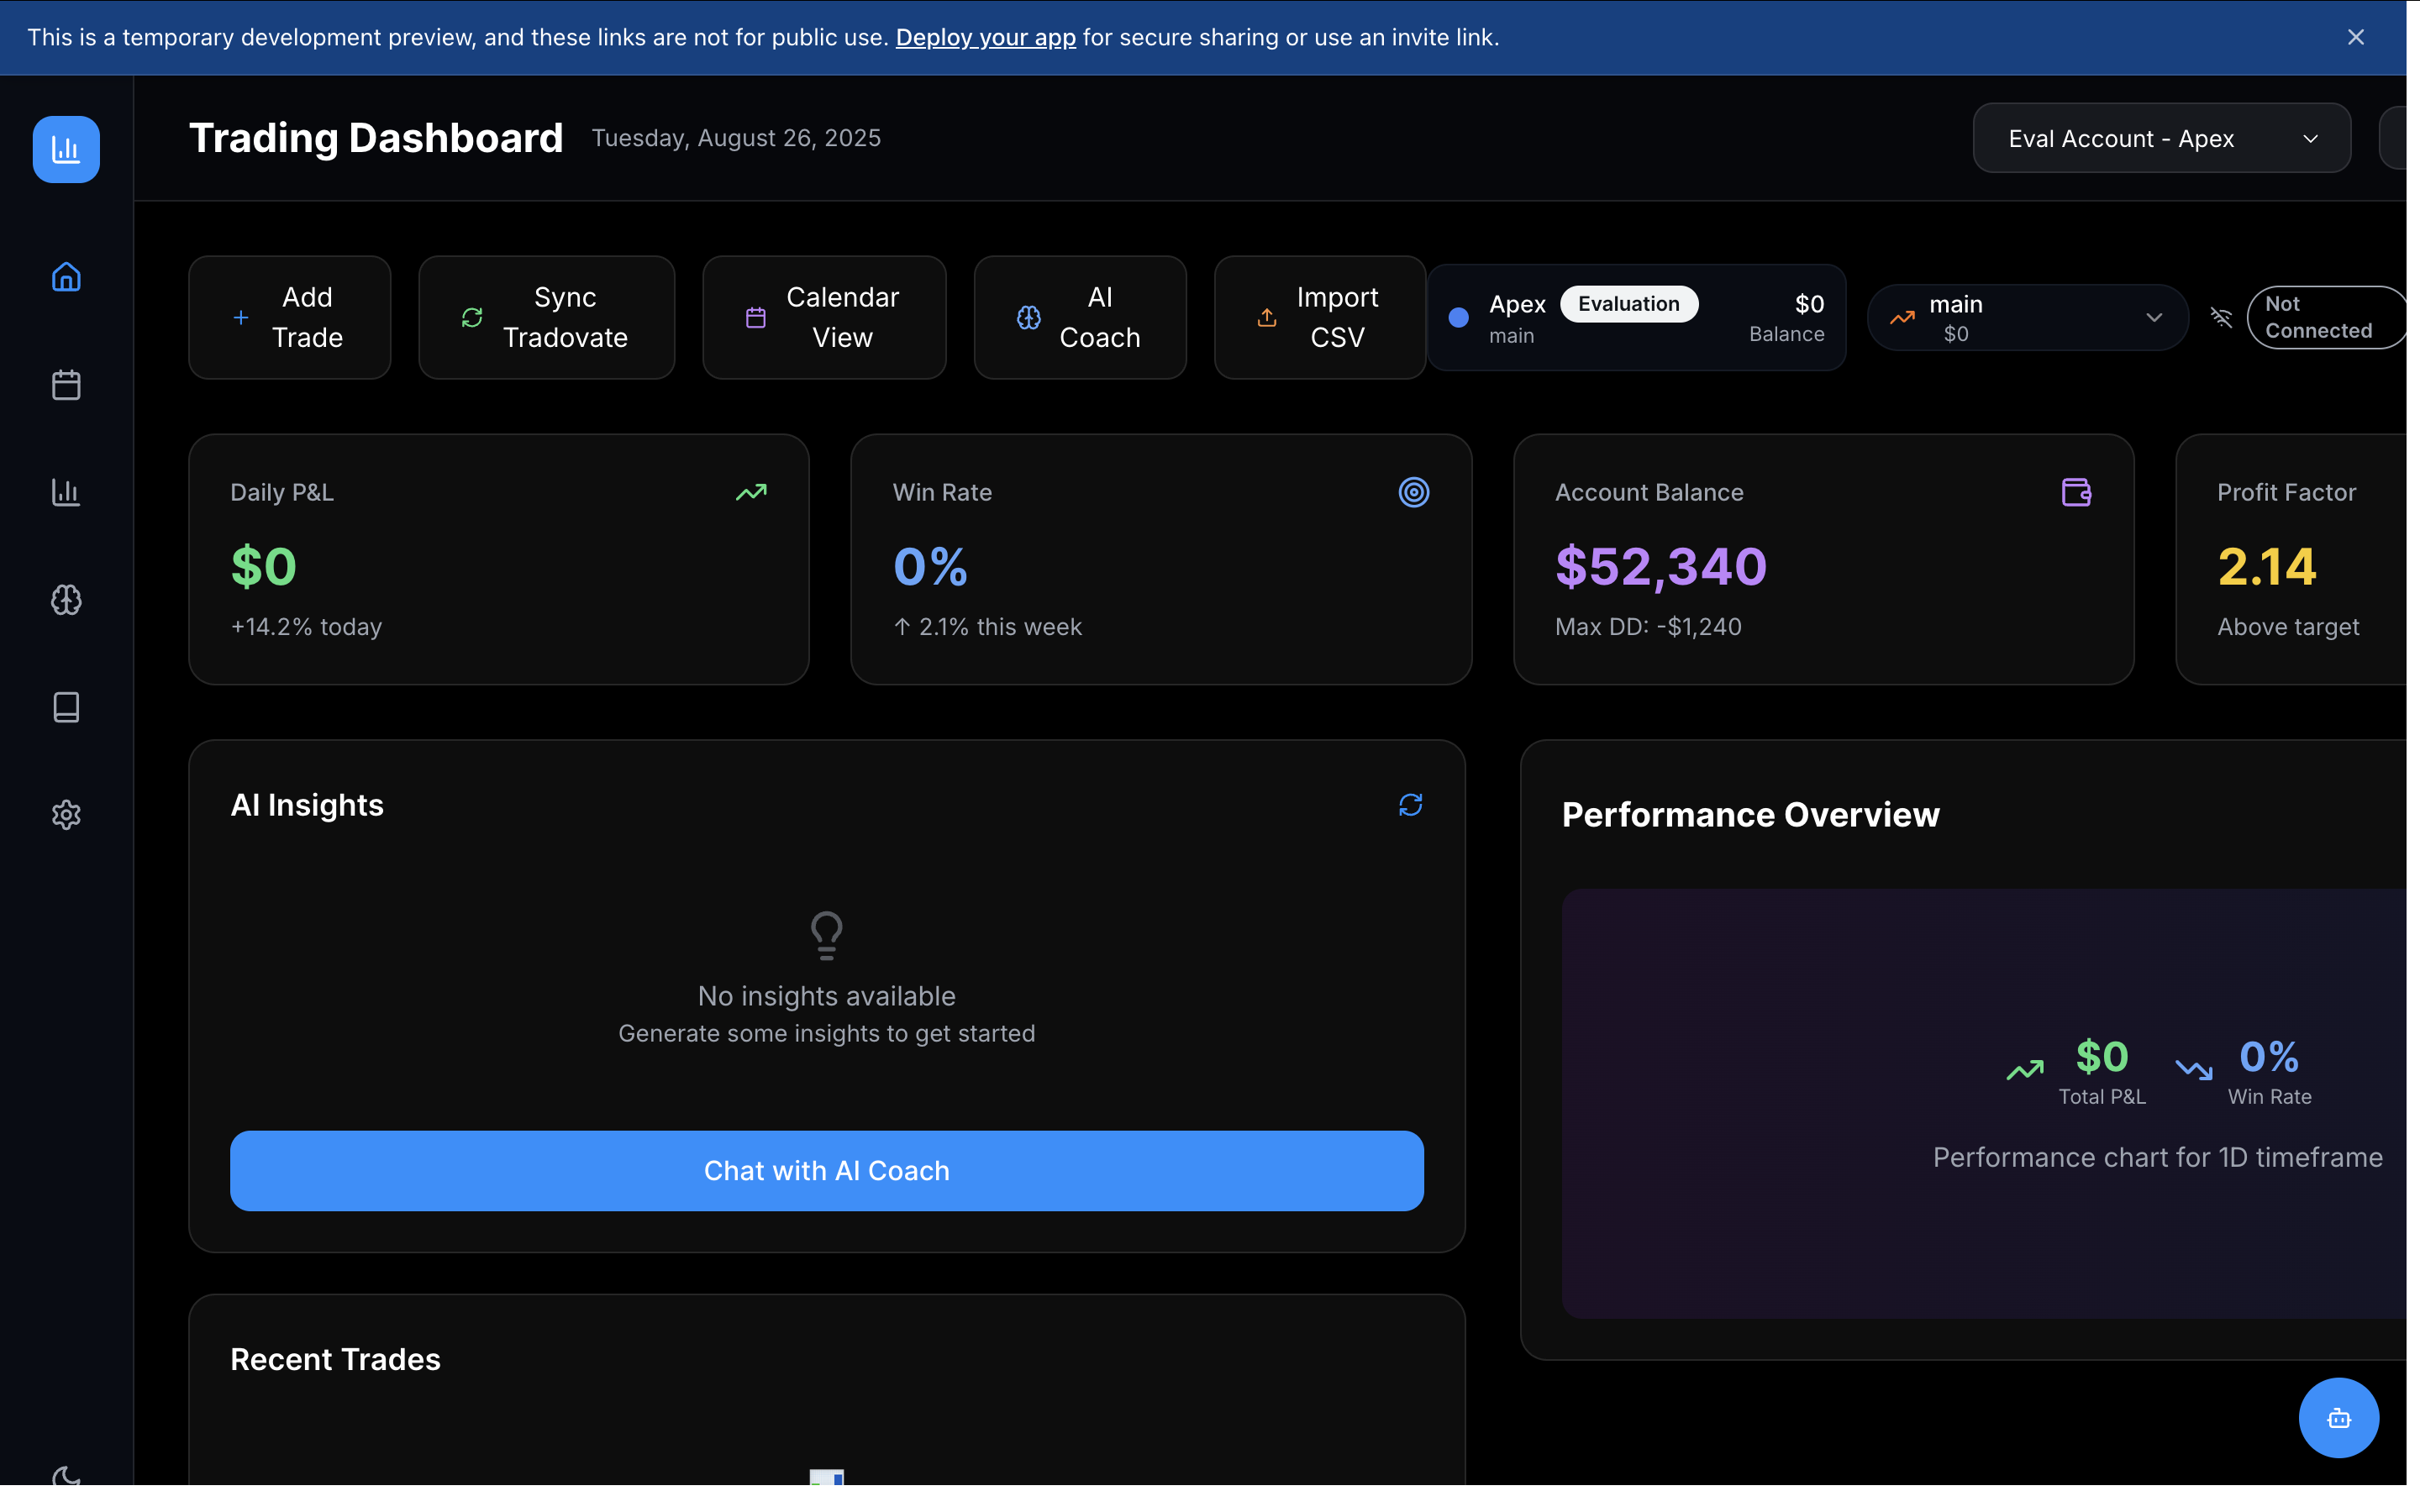 This is a temporary development preview, and these links are not for public use. Deploy your app for secure sharing or use an invite link.
Trading Dashboard
Tuesday, August 26, 2025
Eval Account - Apex
Add
Trade
Sync
Tradovate
Calendar
View
AI
Coach
Import
CSV
Apex
Evaluation
main
$0
Balance
main
$0
Not
Connected
Daily P&L
$0
+14.2% today
Win Rate
0%
↑ 2.1% this week
Account Balance
$52,340
Max DD: -$1,240
Profit Factor
2.14
Above target
AI Insights
No insights available
Generate some insights to get started
Chat with AI Coach
Performance Overview
$0
Total P&L
0%
Win Rate
Performance chart for 1D timeframe
Recent Trades